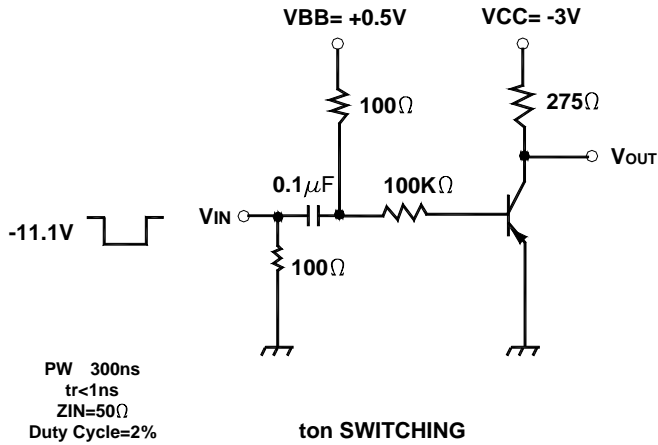 VBB= +0.5V
VCC= -3V
100Ω
275Ω
VOUT
0.1μF
100KΩ
VIN
-11.1V
100Ω
PW 300ns
tr<1ns
ZIN=50Ω
Duty Cycle=2%
ton SWITCHING